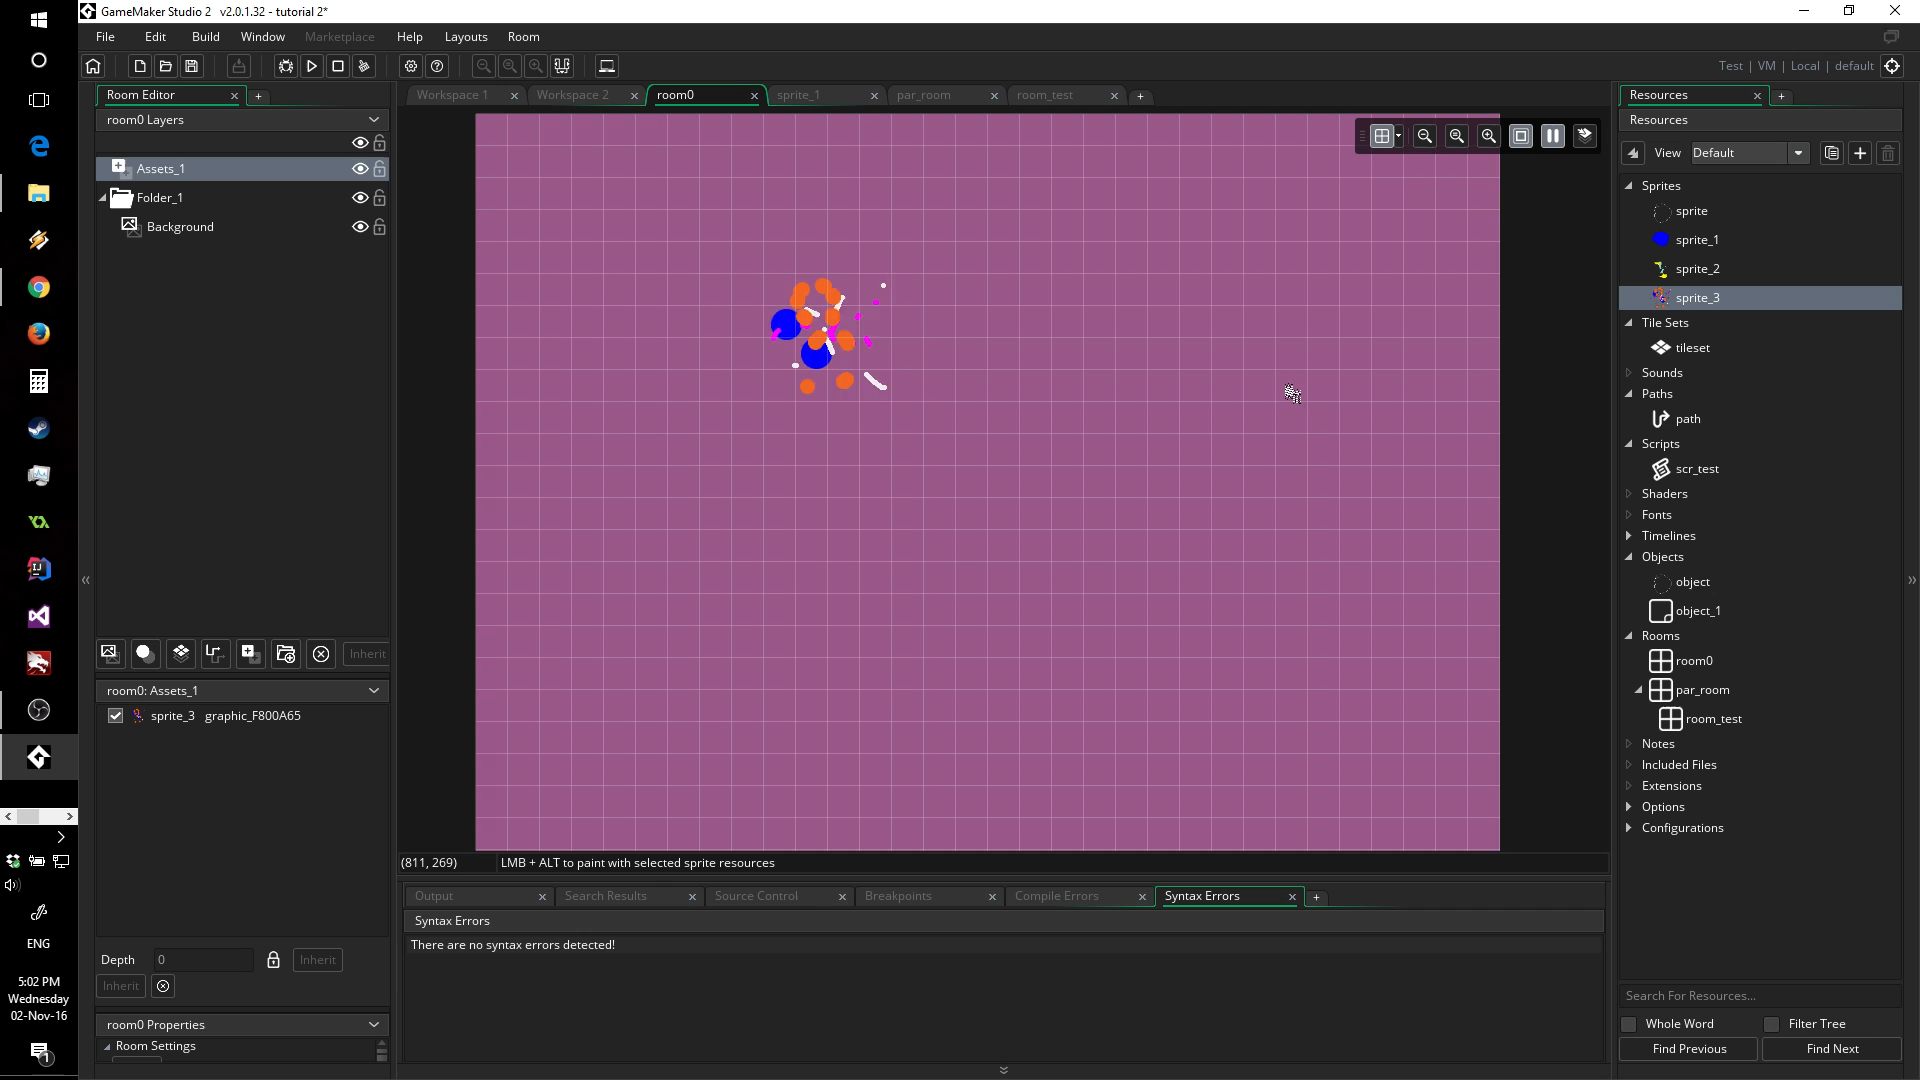 GameMaker Studio 2   v2.0.1.32 - tutorial 2*
File Edit Build Window Marketplace Help Layouts Room
Test | VM | Local | default
Room Editor
room0 Layers
Assets_1
Folder_1
Background
Inherit
room0: Assets_1
sprite_3 graphic_F800A65
Depth 0 Inherit
Inherit
room0 Properties
Room Settings
Workspace 1 Workspace 2 room0 sprite_1 par_room room_test
(811, 269) LMB + ALT to paint with selected sprite resources
Output Search Results Source Control Breakpoints Compile Errors Syntax Errors
Syntax Errors
There are no syntax errors detected!
Resources
Resources
View Default
Sprites
sprite
sprite_1
sprite_2
sprite_3
Tile Sets
tileset
Sounds
Paths
path
Scripts
scr_test
Shaders
Fonts
Timelines
Objects
object
object_1
Rooms
room0
par_room
room_test
Notes
Included Files
Extensions
Options
Configurations
Search For Resources...
Whole Word Filter Tree
Find Previous Find Next
ENG
5:02 PM
Wednesday
02-Nov-16
1